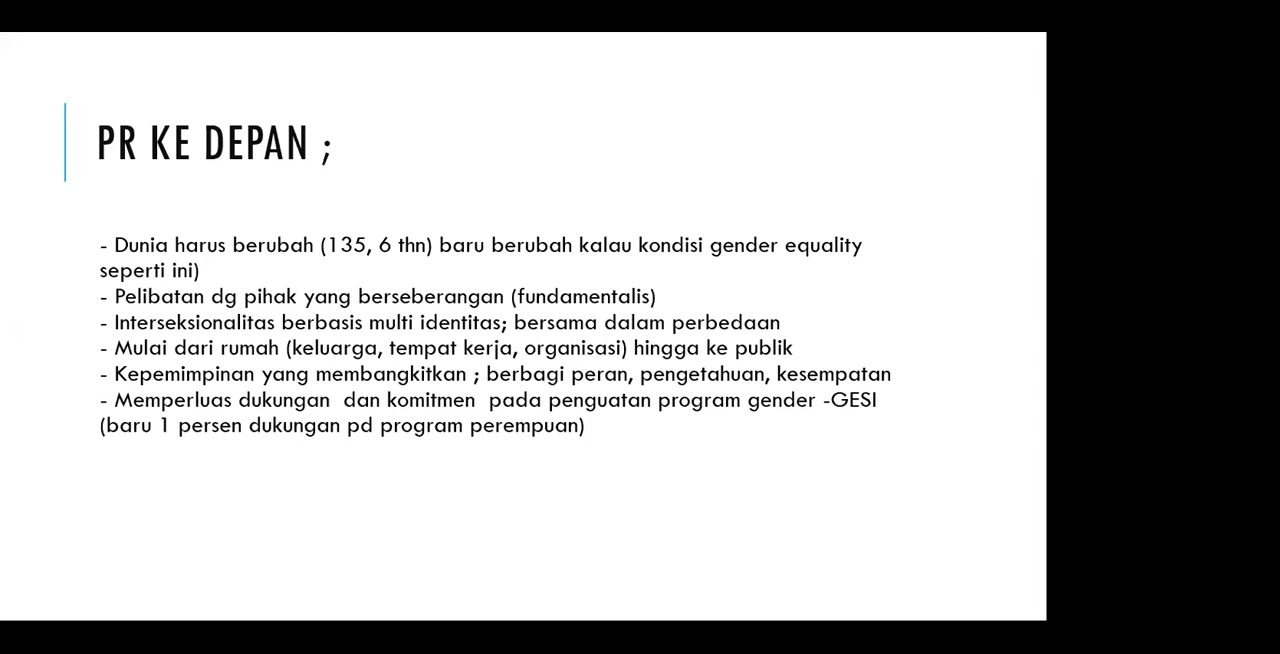 PR KE DEPAN ;
- Dunia harus berubah (135, 6 thn) baru berubah kalau kondisi gender equality
seperti ini)
- Pelibatan dg pihak yang berseberangan (fundamentalis)
- Interseksionalitas berbasis multi identitas; bersama dalam perbedaan
- Mulai dari rumah (keluarga, tempat kerja, organisasi) hingga ke publik
- Kepemimpinan yang membangkitkan ; berbagi peran, pengetahuan, kesempatan
- Memperluas dukungan  dan komitmen  pada penguatan program gender -GESI
(baru 1 persen dukungan pd program perempuan)